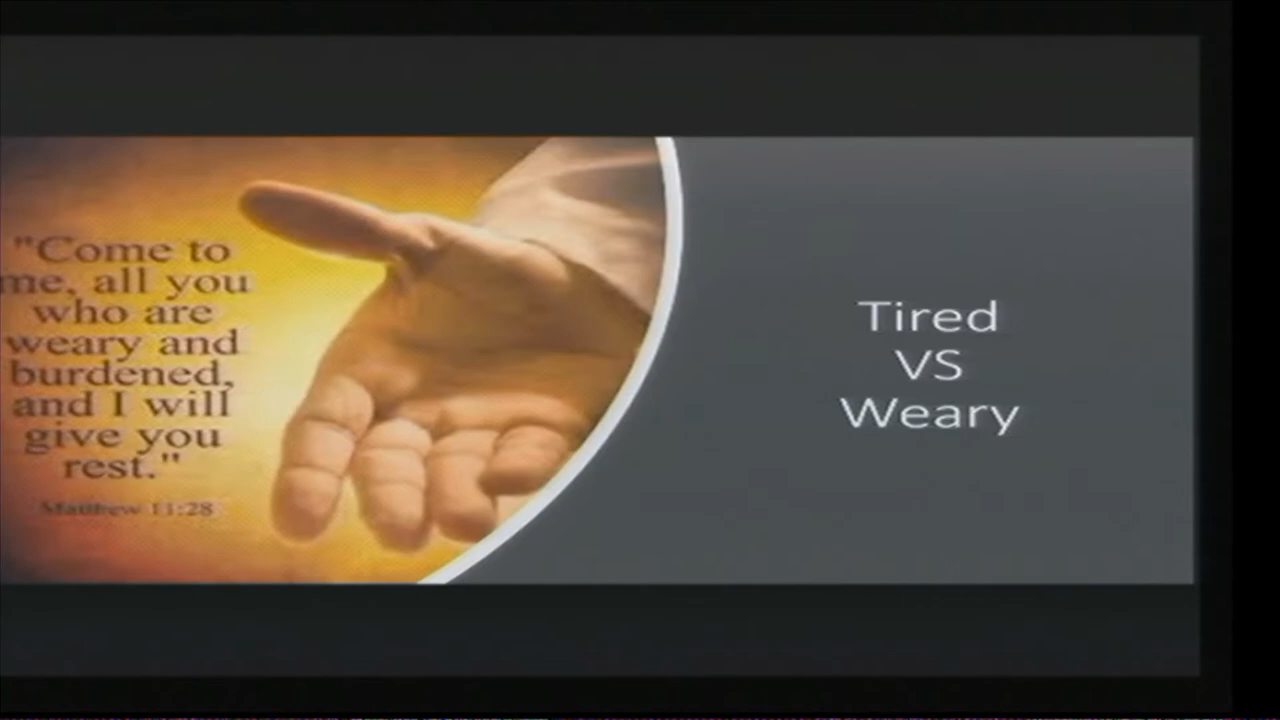 "Come to
me, all you
who are
weary and
burdened,
and I will
give you
rest."
Matthew 11:28
Tired
VS
Weary